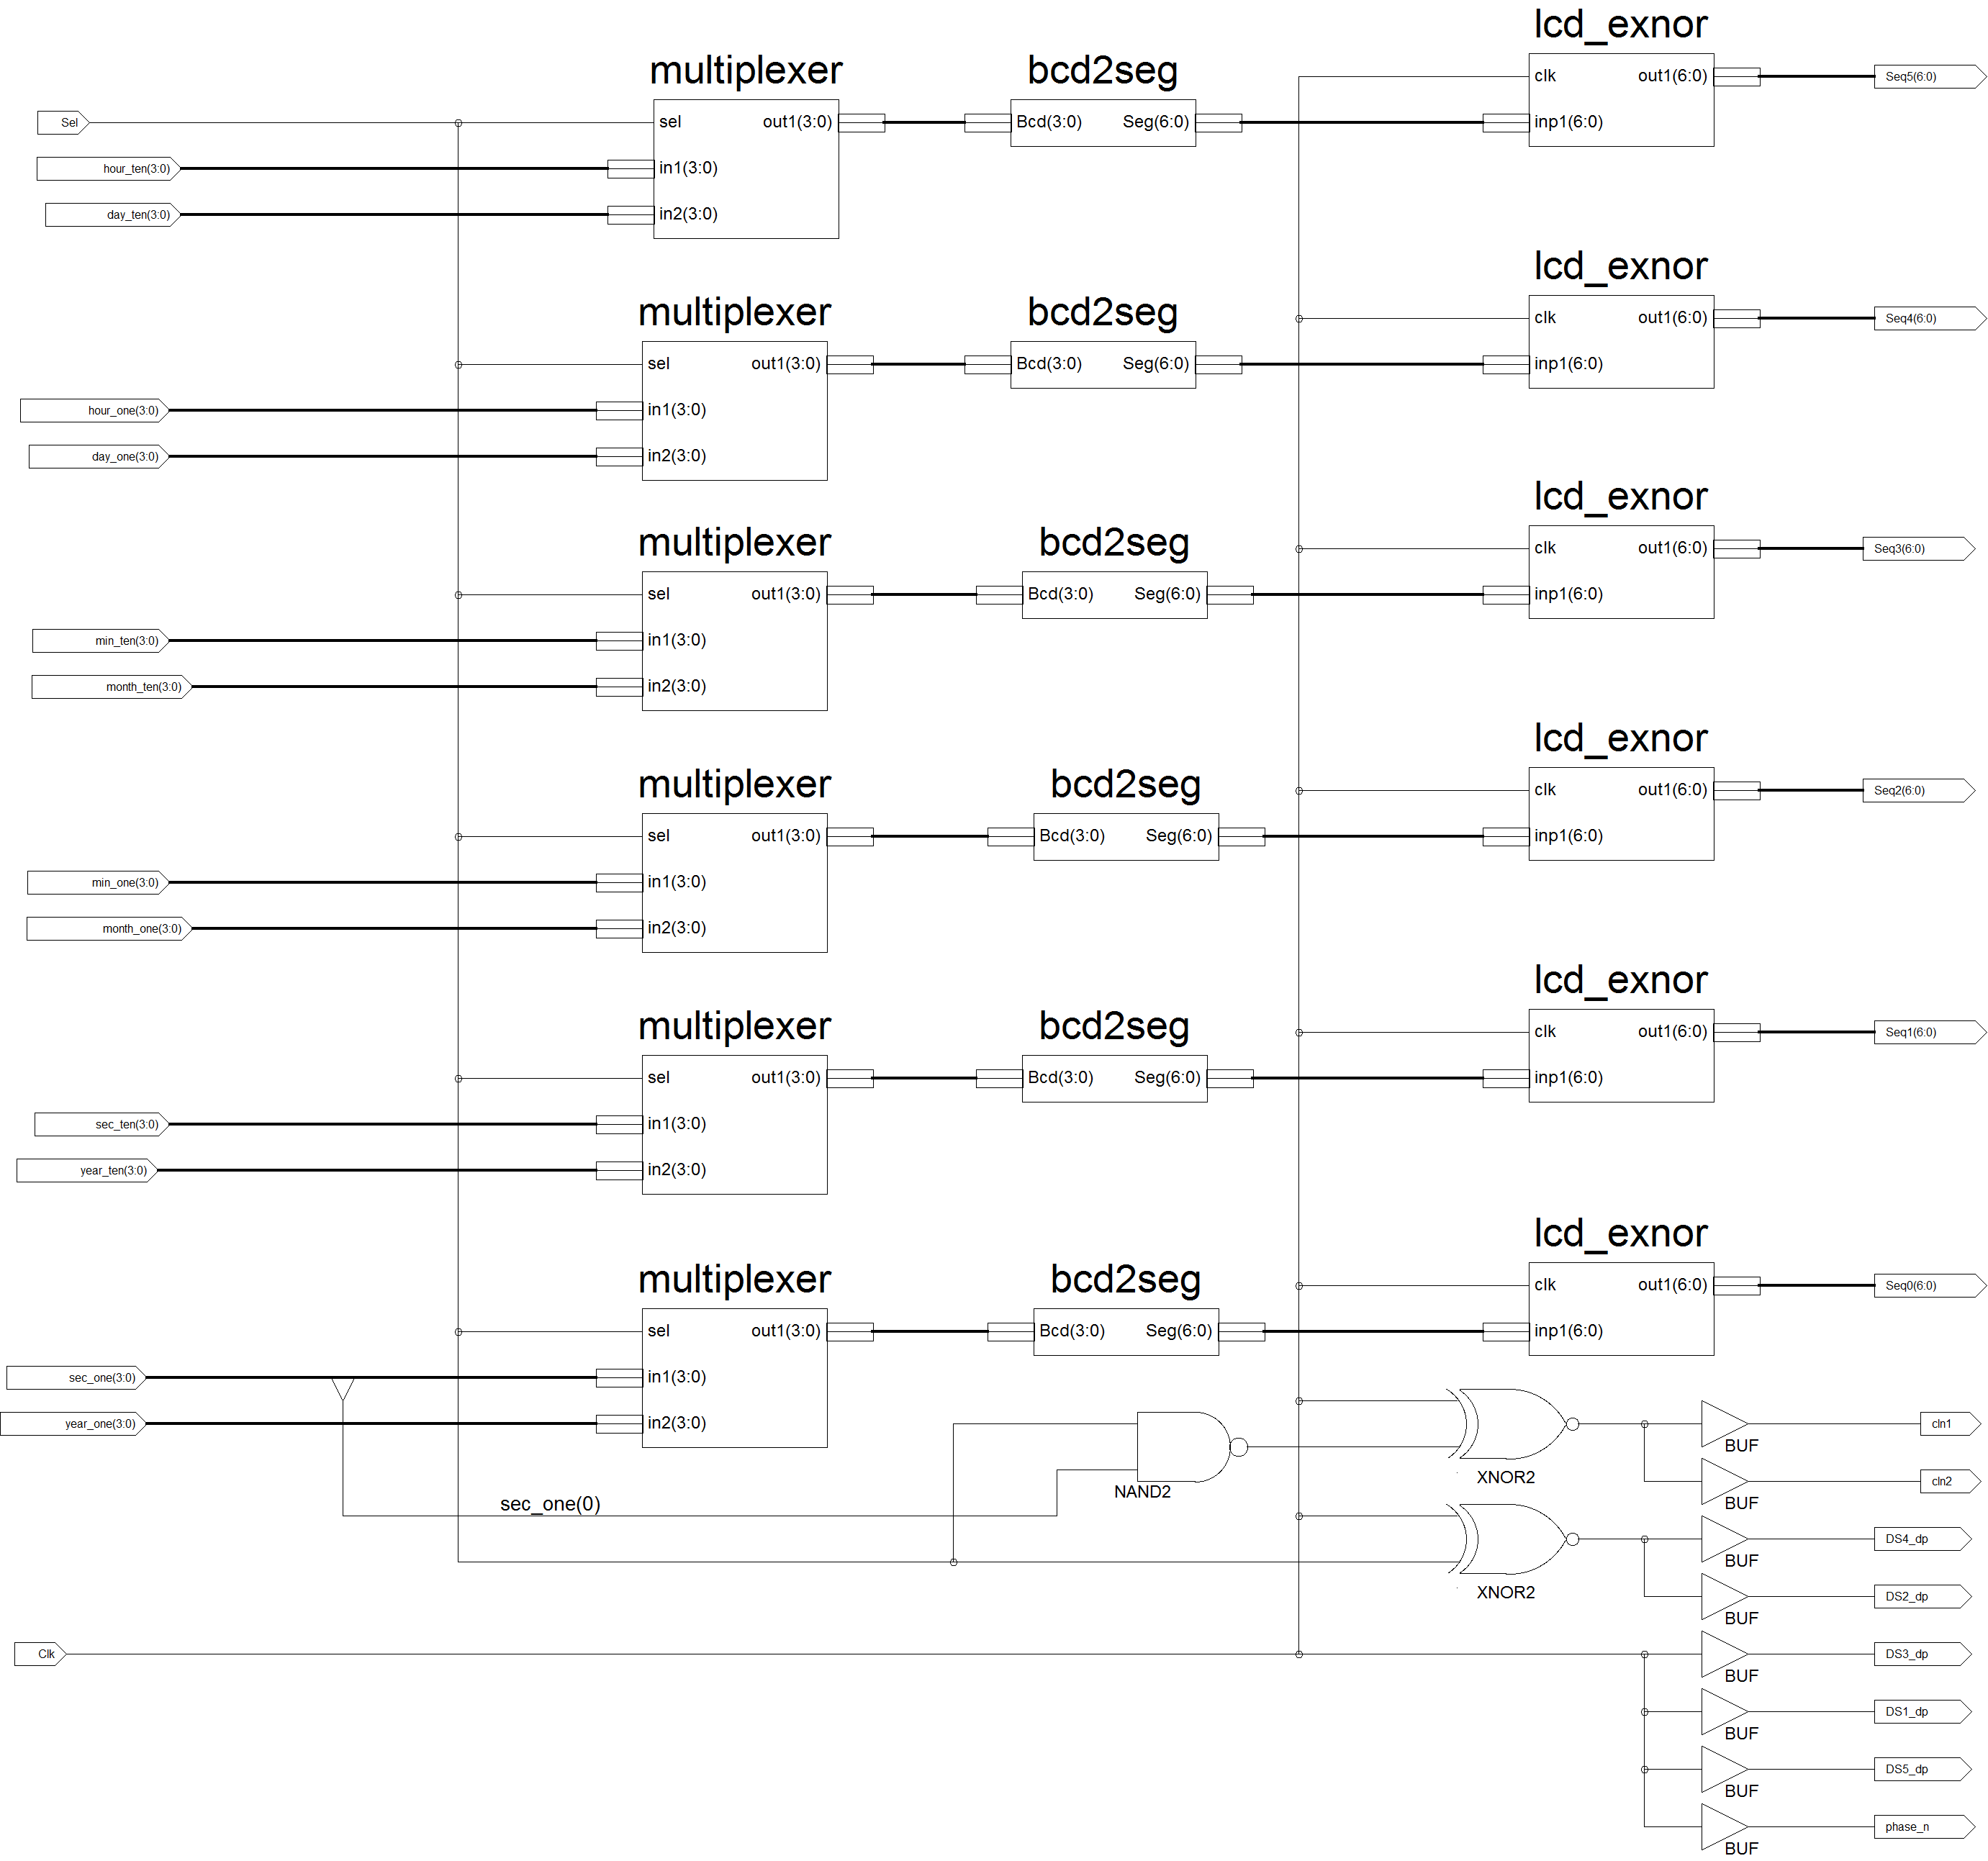 lcd_exnor
multiplexer
bcd2seg
clk
out1(6:0)
Seq5(6:0)
Sel
sel
out1(3:0)
Bcd(3:0)
Seg(6:0)
inp1(6:0)
hour_ten(3:0)
in1(3:0)
day_ten(3:0)
in2(3:0)
lcd_exnor
multiplexer
bcd2seg
clk
out1(6:0)
Seq4(6:0)
sel
out1(3:0)
Bcd(3:0)
Seg(6:0)
inp1(6:0)
hour_one(3:0)
in1(3:0)
day_one(3:0)
in2(3:0)
lcd_exnor
multiplexer
bcd2seg
clk
out1(6:0)
Seq3(6:0)
sel
out1(3:0)
Bcd(3:0)
Seg(6:0)
inp1(6:0)
min_ten(3:0)
in1(3:0)
month_ten(3:0)
in2(3:0)
lcd_exnor
multiplexer
bcd2seg
clk
out1(6:0)
Seq2(6:0)
sel
out1(3:0)
Bcd(3:0)
Seg(6:0)
inp1(6:0)
min_one(3:0)
in1(3:0)
month_one(3:0)
in2(3:0)
lcd_exnor
multiplexer
bcd2seg
clk
out1(6:0)
Seq1(6:0)
sel
out1(3:0)
Bcd(3:0)
Seg(6:0)
inp1(6:0)
sec_ten(3:0)
in1(3:0)
year_ten(3:0)
in2(3:0)
lcd_exnor
multiplexer
bcd2seg
clk
out1(6:0)
Seq0(6:0)
sel
out1(3:0)
Bcd(3:0)
Seg(6:0)
inp1(6:0)
sec_one(3:0)
in1(3:0)
year_one(3:0)
in2(3:0)
cln1
BUF
XNOR2
cln2
NAND2
sec_one(0)
BUF
DS4_dp
BUF
XNOR2
DS2_dp
BUF
Clk
DS3_dp
BUF
DS1_dp
BUF
DS5_dp
BUF
phase_n
BUF